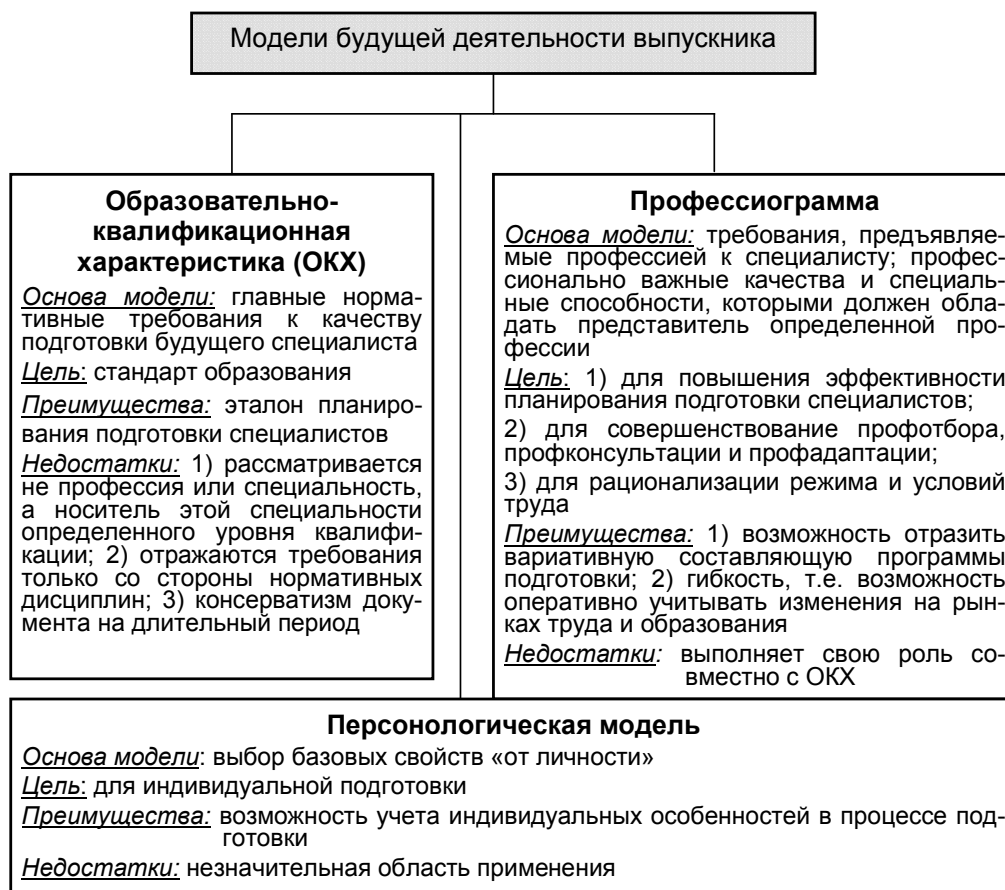 Модели будущей деятельности выпускника
Образовательно-
квалификационная
характеристика (ОКХ)
Основа модели: главные норма-
тивные требования к качеству
подготовки будущего специалиста
Цель: стандарт образования
Преимущества: эталон планиро-
вания подготовки специалистов
Недостатки: 1) рассматривается
не профессия или специальность,
а носитель этой специальности
определенного уровня квалифи-
кации; 2) отражаются требования
только со стороны нормативных
дисциплин; 3) консерватизм доку-
мента на длительный период
Профессиограмма
Основа модели: требования, предъявляе-
мые профессией к специалисту; профес-
сионально важные качества и специаль-
ные способности, которыми должен обла-
дать представитель определенной про-
фессии
Цель: 1) для повышения эффективности
планирования подготовки специалистов;
2) для совершенствование профотбора,
профконсультации и профадаптации;
3) для рационализации режима и условий
труда
Преимущества: 1) возможность отразить
вариативную составляющую программы
подготовки; 2) гибкость, т.е. возможность
оперативно учитывать изменения на рын-
ках труда и образования
Недостатки: выполняет свою роль со-
вместно с ОКХ
Персонологическая модель
Основа модели: выбор базовых свойств «от личности»
Цель: для индивидуальной подготовки
Преимущества: возможность учета индивидуальных особенностей в процессе под-
готовки
Недостатки: незначительная область применения